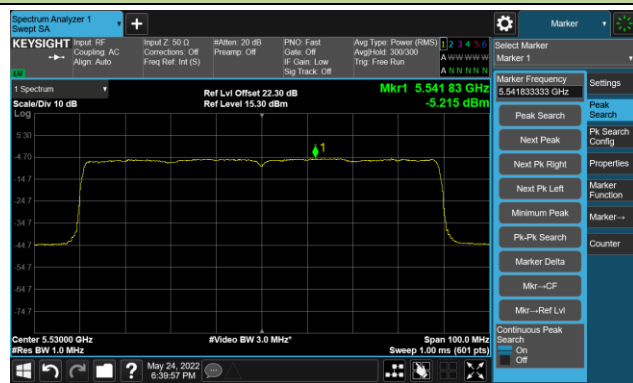 Spectrum Analyzer 1
Swept SA
Marker
KEYSIGHT
Input: RF
Coupling: AC
Align: Auto
Input Z: 50 Ω
Corrections: Off
Freq Ref: Int (S)
#Atten: 20 dB
Preamp: Off
PNO: Fast
Gate: Off
IF Gain: Low
Sig Track: Off
Avg Type: Power (RMS)
Avg|Hold: 300/300
Trig: Free Run
1 2 3 4 5 6
A W W W W W
A N N N N N
Select Marker
Marker 1
1 Spectrum
Scale/Div 10 dB
Log
Ref Lvl Offset 22.30 dB
Ref Level 15.30 dBm
Mkr1 5.541 83 GHz
-5.215 dBm
1
5.30
-4.70
-14.7
-24.7
-34.7
-44.7
-54.7
-64.7
-74.7
Center 5.53000 GHz
#Res BW 1.0 MHz
#Video BW 3.0 MHz*
Span 100.0 MHz
Sweep 1.00 ms (601 pts)
Marker Frequency
5.541833333 GHz
Peak Search
Next Peak
Next Pk Right
Next Pk Left
Minimum Peak
Pk-Pk Search
Marker Delta
Mkr→CF
Mkr→Ref Lvl
Continuous Peak
Search
On
Off
Settings
Peak
Search
Pk Search
Config
Properties
Marker
Function
Marker→
Counter
May 24, 2022
6:39:57 PM